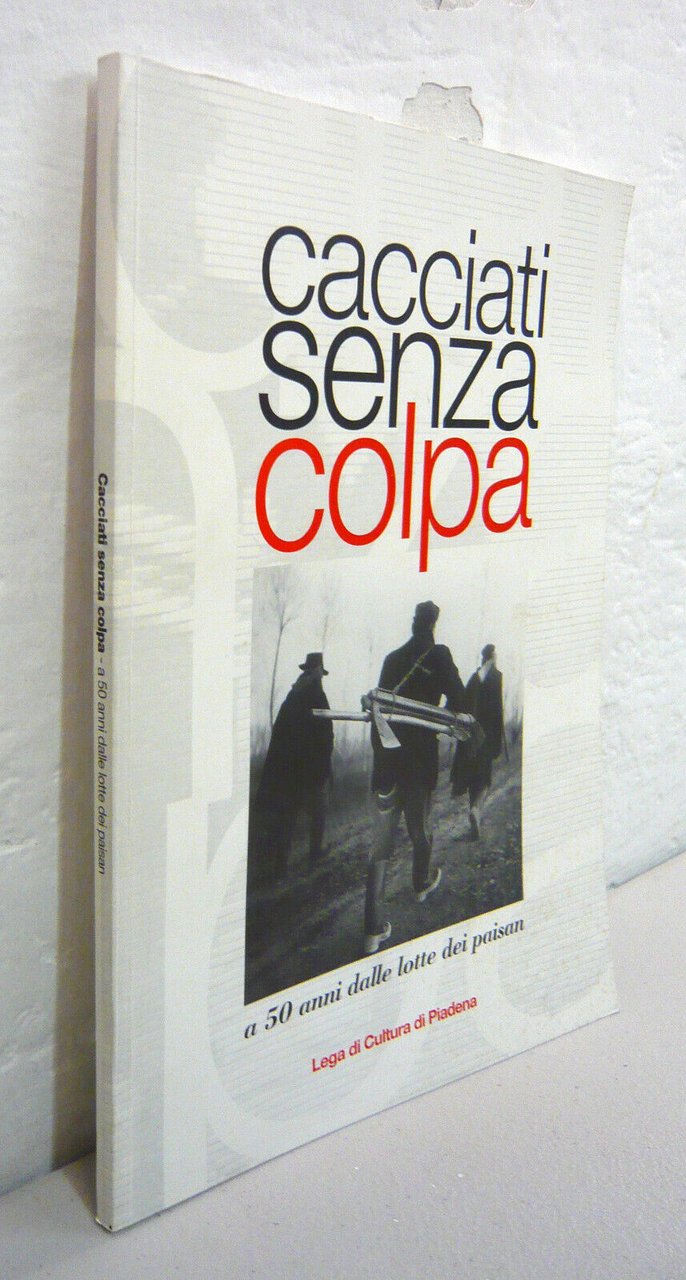 cacciati
senza
colpa
a 50 anni dalle lotte dei paisan
Lega di Cultura di Piadena
Cacciati senza colpa - a 50 anni dalle lotte dei paisan